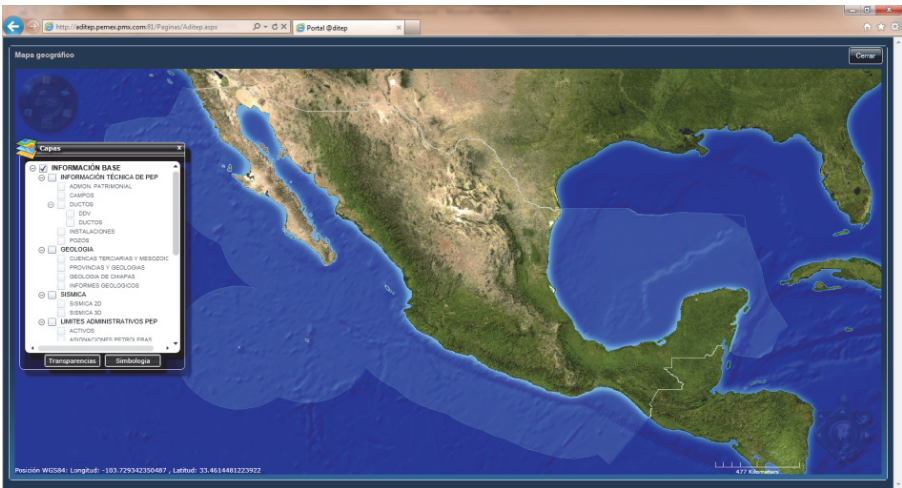 http://aditep.pemex.pmx.com:81/Paginas/Aditep.aspx
Portal @ditep
Mapa geográfico
Cerrar
Capas
x
INFORMACIÓN BASE
INFORMACIÓN TÉCNICA DE PEP
ADMON. PATRIMONIAL
CAMPOS
DUCTOS
DDV
DUCTOS
INSTALACIONES
POZOS
GEOLOGIA
CUENCAS TERCIARIAS Y MESOZOIC
PROVINCIAS Y GEOLOGIAS
GEOLOGIA DE CHIAPAS
INFORMES GEOLOGICOS
SISMICA
SISMICA 2D
SISMICA 3D
LIMITES ADMINISTRATIVOS PEP
ACTIVOS
ASIGNACIONES PETROLERAS
Transparencias
Simbología
Posición WGS84: Longitud: -103.729342350487 , Latitud: 33.4614481223922
477 Kilometers